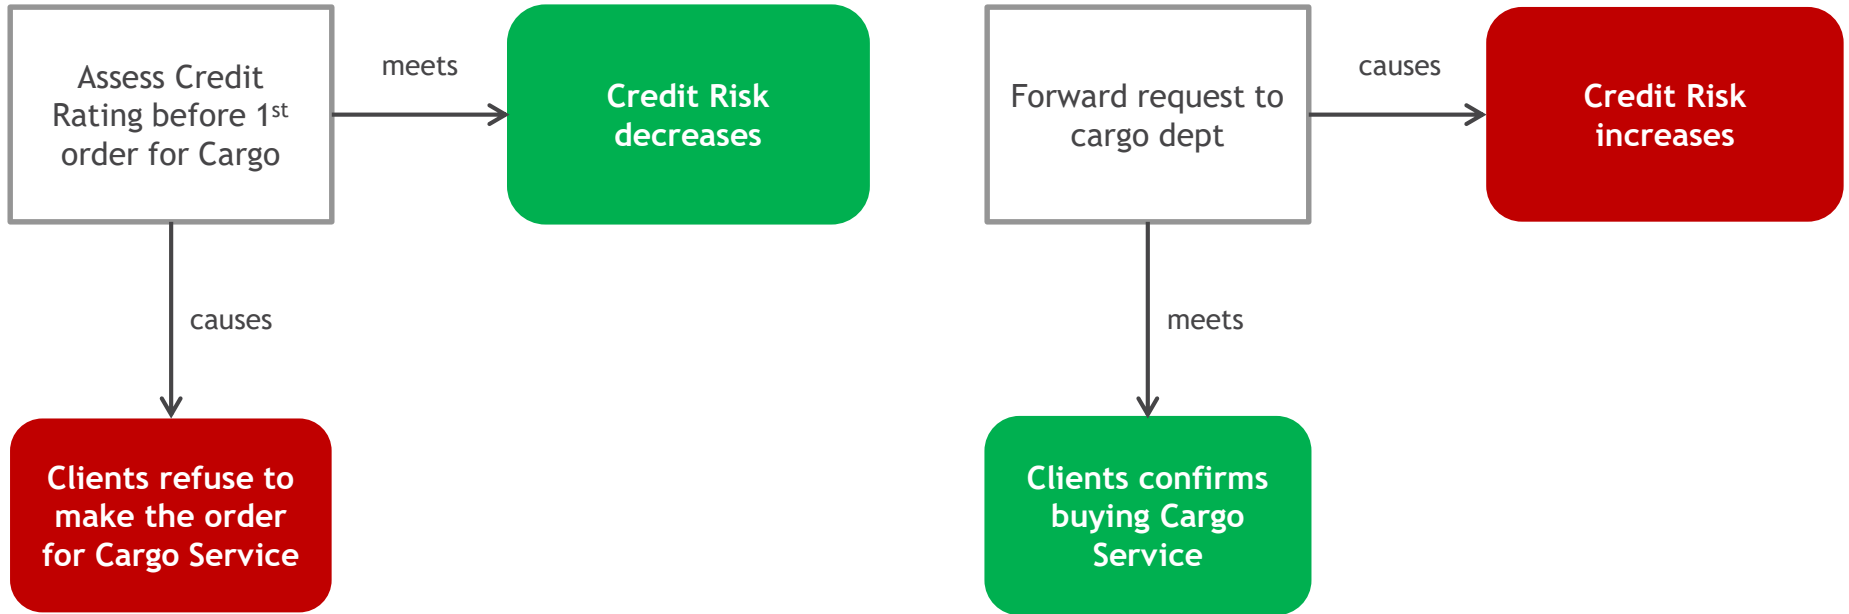 Assess Credit
Rating before 1st
order for Cargo
meets
Credit Risk
decreases
causes
Clients refuse to
make the order
for Cargo Service
Forward request to
cargo dept
causes
Credit Risk
increases
meets
Clients confirms
buying Cargo
Service